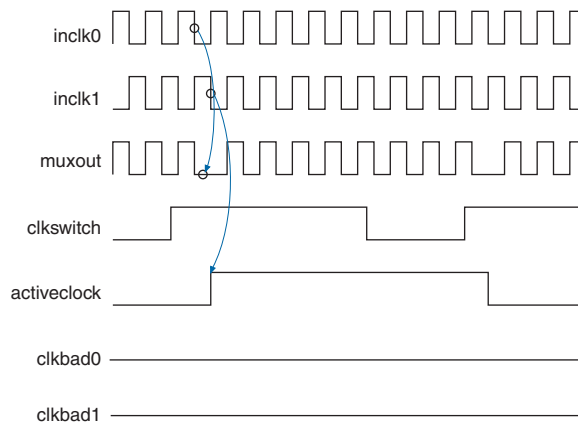 inclk0
inclk1
muxout
clkswitch
activeclock
clkbad0
clkbad1